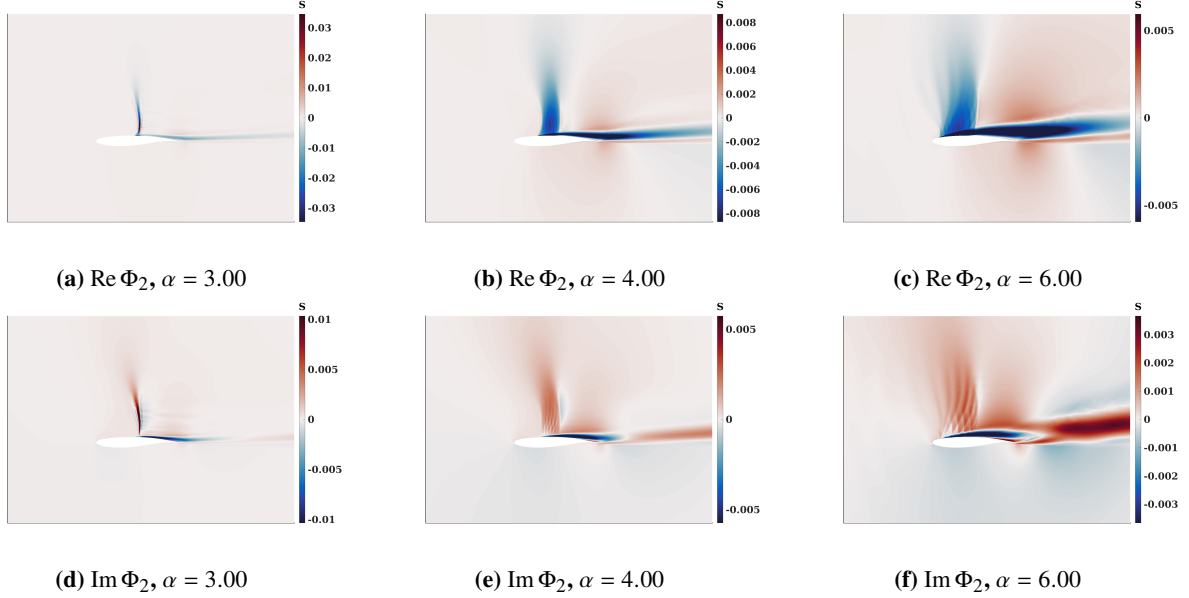 S
0.03
0.02
0.01
0
-0.01
-0.02
-0.03
(a) Re Φ₂, α = 3.00
S
0.008
0.006
0.004
0.002
0
-0.002
-0.004
-0.006
-0.008
(b) Re Φ₂, α = 4.00
S
0.005
0
-0.005
(c) Re Φ₂, α = 6.00
S
0.01
0.005
0
-0.005
-0.01
(d) Im Φ₂, α = 3.00
S
0.005
0
-0.005
(e) Im Φ₂, α = 4.00
S
0.003
0.002
0.001
0
-0.001
-0.002
-0.003
(f) Im Φ₂, α = 6.00